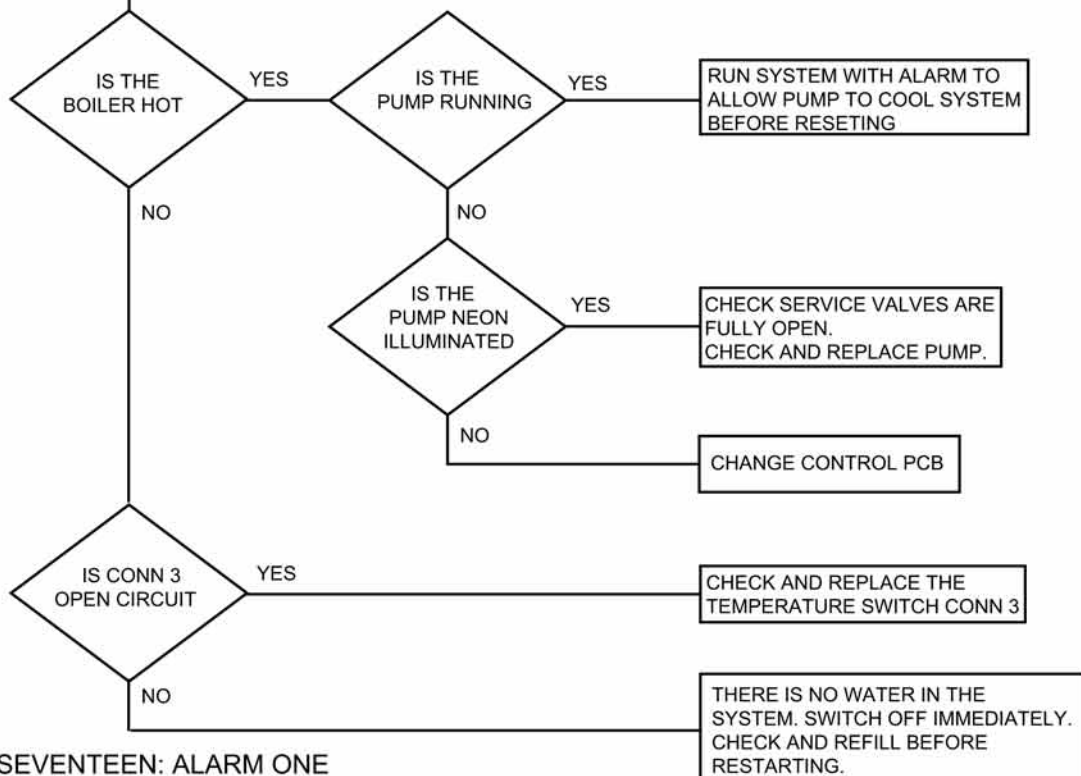 IS THE
BOILER HOT
YES
IS THE
PUMP RUNNING
YES
RUN SYSTEM WITH ALARM TO
ALLOW PUMP TO COOL SYSTEM
BEFORE RESETING
NO
NO
IS THE
PUMP NEON
ILLUMINATED
YES
CHECK SERVICE VALVES ARE
FULLY OPEN.
CHECK AND REPLACE PUMP.
NO
CHANGE CONTROL PCB
IS CONN 3
OPEN CIRCUIT
YES
CHECK AND REPLACE THE
TEMPERATURE SWITCH CONN 3
NO
THERE IS NO WATER IN THE
SYSTEM. SWITCH OFF IMMEDIATELY.
CHECK AND REFILL BEFORE
RESTARTING.
SEVENTEEN: ALARM ONE